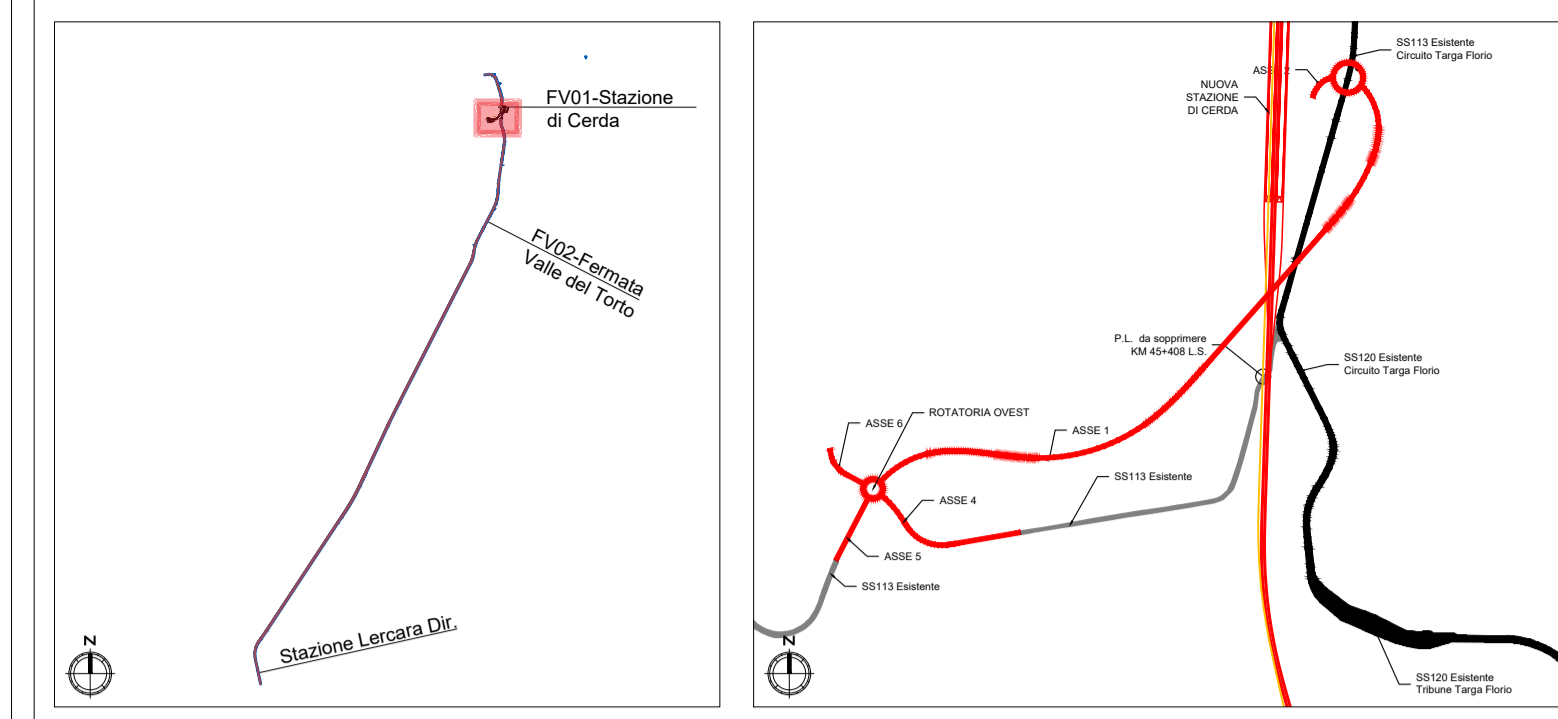 FV01-Stazione
di Cerda
FV02-Fermata
Valle del Torto
Stazione Lercara Dir.
N
SS113 Esistente
Circuito Targa Florio
NUOVA
STAZIONE
DI CERDA
P.L. da sopprimere
KM 45+408 L.S.
SS120 Esistente
Circuito Targa Florio
ROTATORIA OVEST
ASSE 6
ASSE 1
SS113 Esistente
ASSE 4
ASSE 5
SS113 Esistente
N
SS120 Esistente
Tribune Targa Florio